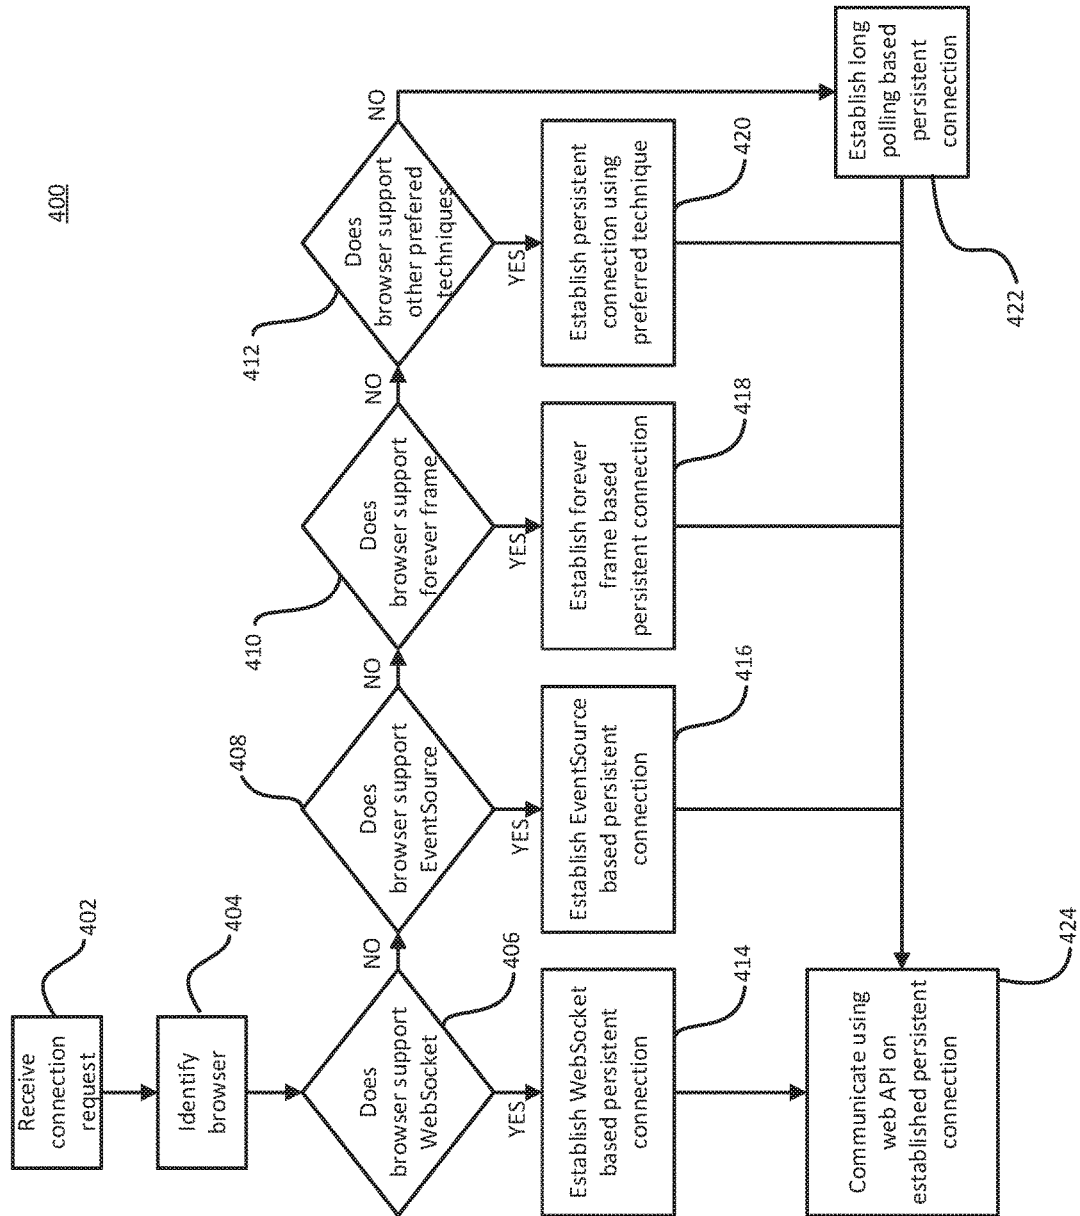 400
Receive
connection
request
402
Identify
browser
404
Does
browser support
WebSocket
406
NO
YES
Does
browser support
EventSource
408
NO
YES
Does
browser support
forever frame
410
NO
YES
Does
browser support
other prefered
techniques
412
NO
YES
Establish WebSocket
based persistent
connection
414
Establish EventSource
based persistent
connection
416
Establish forever
frame based
persistent connection
418
Establish persistent
connection using
preferred technique
420
Establish long
polling based
persistent
connection
422
Communicate using
web API on
established persistent
connection
424